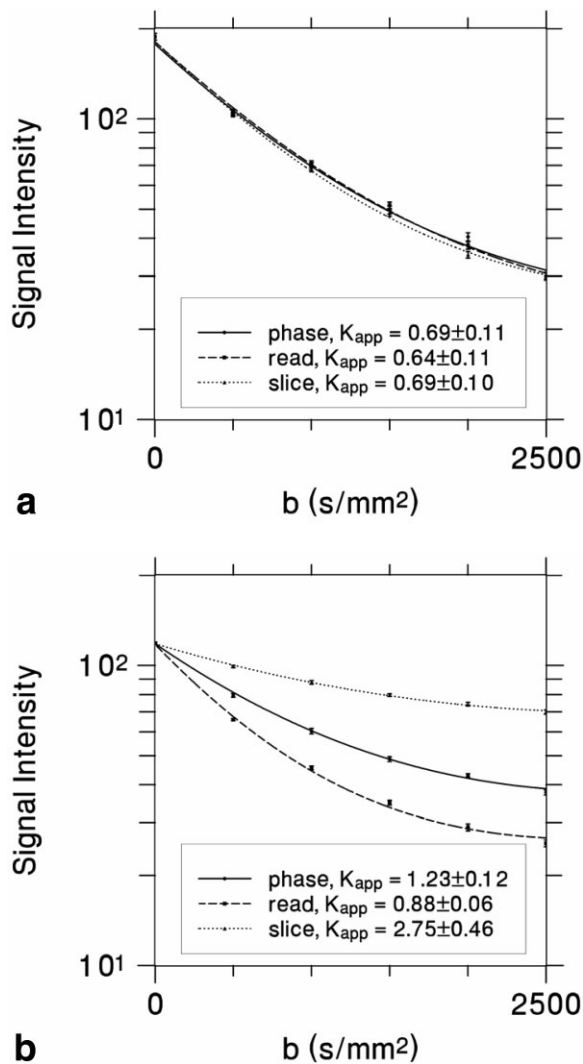 Signal Intensity
10²
10¹
phase, Kapp = 0.69±0.11
read, Kapp = 0.64±0.11
slice, Kapp = 0.69±0.10
0
2500
b (s/mm²)
a
Signal Intensity
10²
10¹
phase, Kapp = 1.23±0.12
read, Kapp = 0.88±0.06
slice, Kapp = 2.75±0.46
0
2500
b (s/mm²)
b